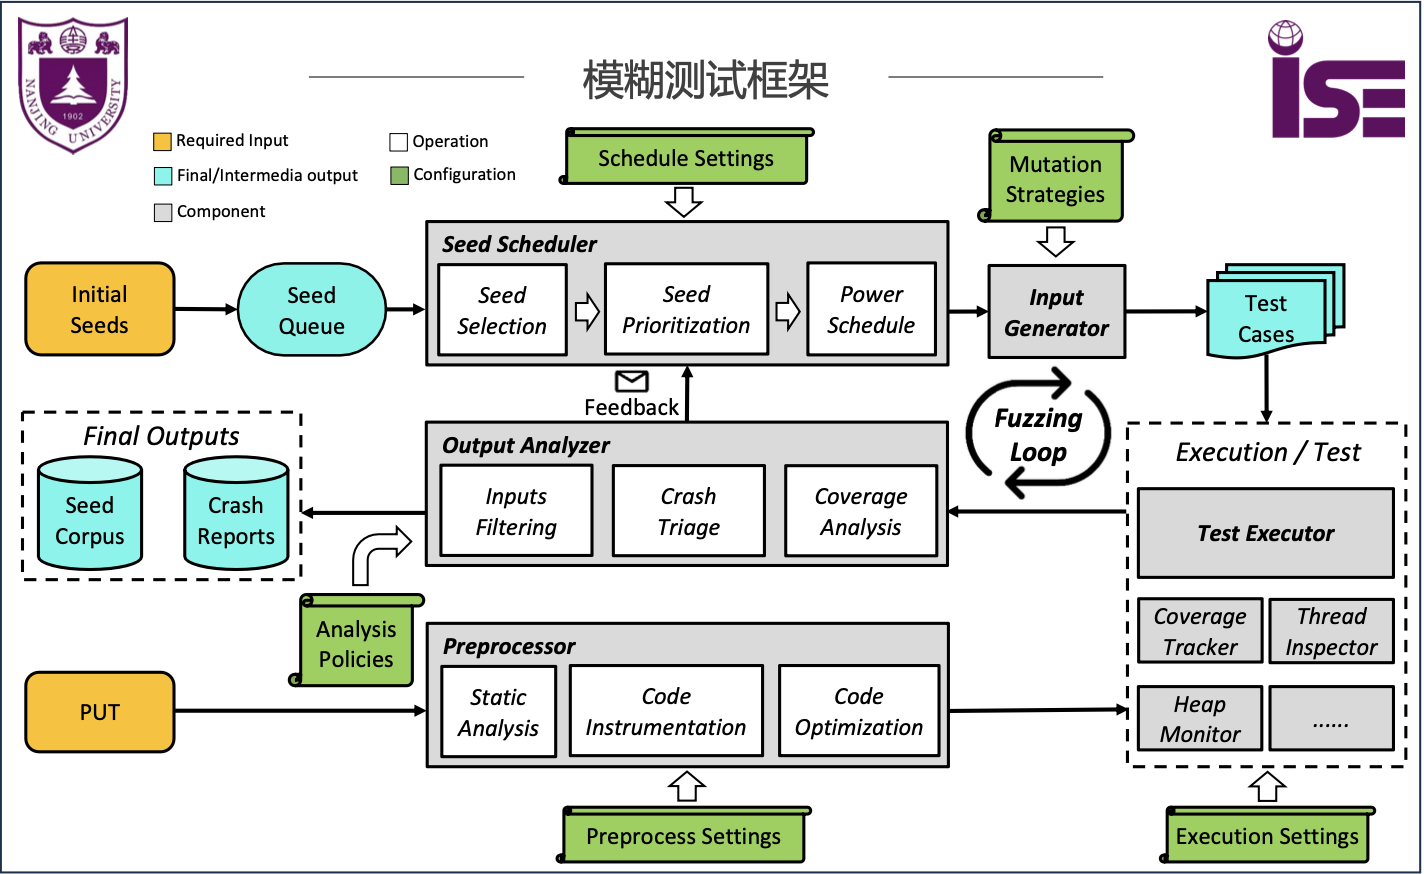 NANJING UNIVERSITY
1902
模糊测试框架
iSE
Required Input
Operation
Final/Intermedia output
Configuration
Component
Schedule Settings
Mutation
Strategies
Seed Scheduler
Initial
Seeds
Seed
Queue
Seed
Selection
Seed
Prioritization
Power
Schedule
Input
Generator
Test
Cases
Feedback
Fuzzing
Loop
Final Outputs
Seed
Corpus
Crash
Reports
Output Analyzer
Inputs
Filtering
Crash
Triage
Coverage
Analysis
Execution / Test
Test Executor
Coverage
Tracker
Thread
Inspector
Heap
Monitor
......
Analysis
Policies
PUT
Preprocessor
Static
Analysis
Code
Instrumentation
Code
Optimization
Preprocess Settings
Execution Settings